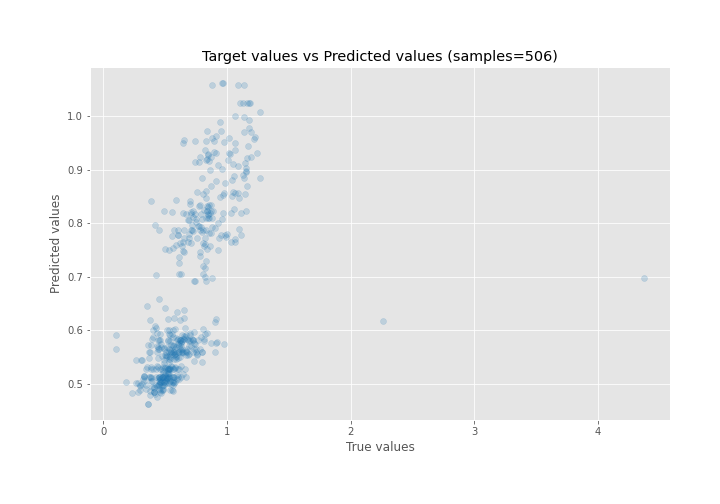 Target values vs Predicted values (samples=506)
Predicted values
1.0
0.9
0.8
0.7
0.6
0.5
0 1 2 3 4
True values